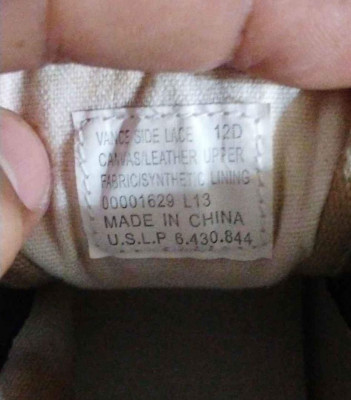 VANCE SIDE LACE 12D
CANVAS/LEATHER UPPER
FABRIC/SYNTHETIC LINING
00001629 L13
MADE IN CHINA
U.S.L.P 6.430.844